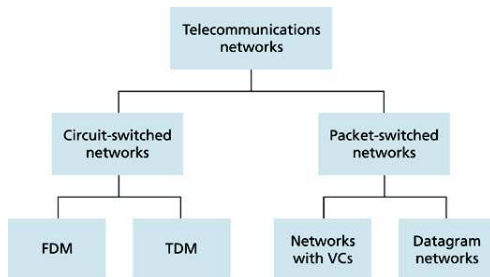 Telecommunications
networks
Circuit-switched
networks
Packet-switched
networks
FDM
TDM
Networks
with VCs
Datagram
networks